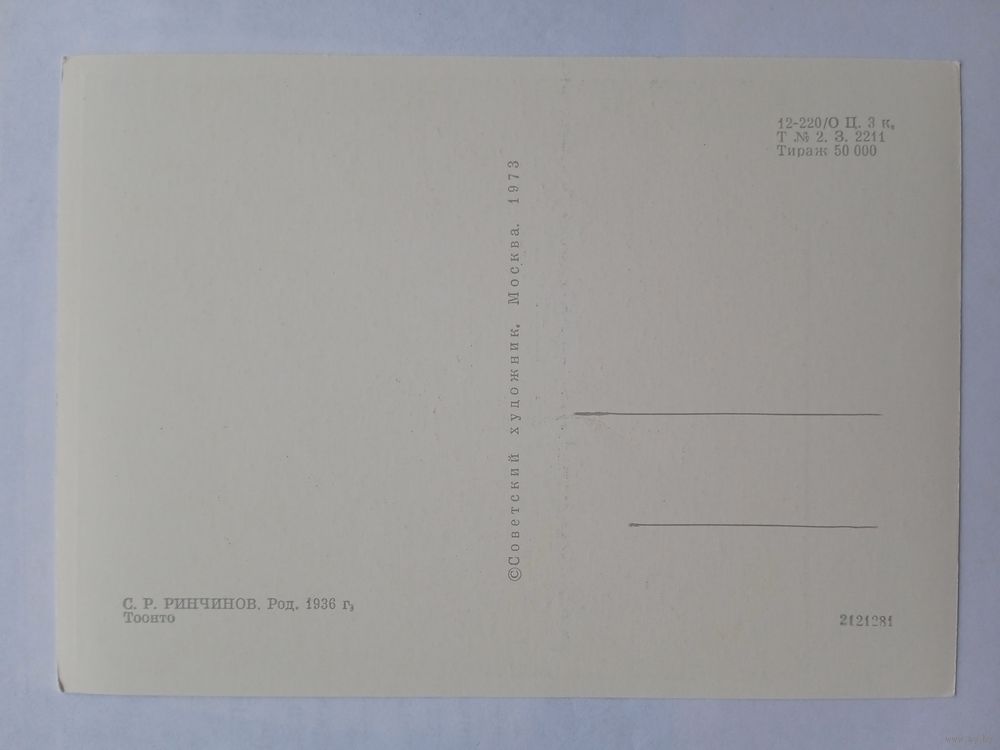 12-220/О Ц. 3 к.
Т № 2. З. 2211
Тираж 50 000
©Советский художник. Москва. 1973
С. Р. РИНЧИНОВ. Род. 1936 г.
Тоонто
2121281